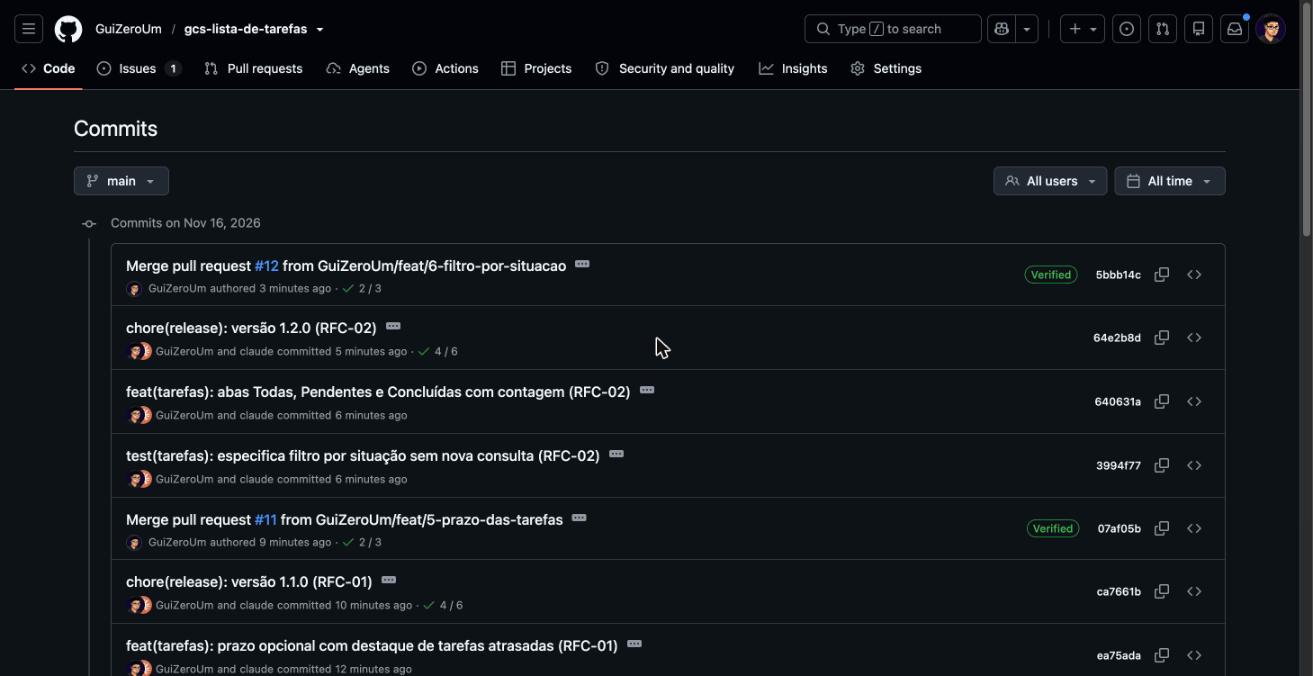 GuiZeroUm / gcs-lista-de-tarefas
Type / to search
Code Issues 1 Pull requests Agents Actions Projects Security and quality Insights Settings
Commits
main All users All time
Commits on Nov 16, 2026
Merge pull request #12 from GuiZeroUm/feat/6-filtro-por-situacao
GuiZeroUm authored 3 minutes ago · 2 / 3
Verified 5bbb14c
chore(release): versão 1.2.0 (RFC-02)
GuiZeroUm and claude committed 5 minutes ago · 4 / 6
64e2b8d
feat(tarefas): abas Todas, Pendentes e Concluídas com contagem (RFC-02)
GuiZeroUm and claude committed 6 minutes ago
640631a
test(tarefas): especifica filtro por situação sem nova consulta (RFC-02)
GuiZeroUm and claude committed 6 minutes ago
3994f77
Merge pull request #11 from GuiZeroUm/feat/5-prazo-das-tarefas
GuiZeroUm authored 9 minutes ago · 2 / 3
Verified 07af05b
chore(release): versão 1.1.0 (RFC-01)
GuiZeroUm and claude committed 10 minutes ago · 4 / 6
ca7661b
feat(tarefas): prazo opcional com destaque de tarefas atrasadas (RFC-01)
GuiZeroUm and claude committed 12 minutes ago
ea75ada